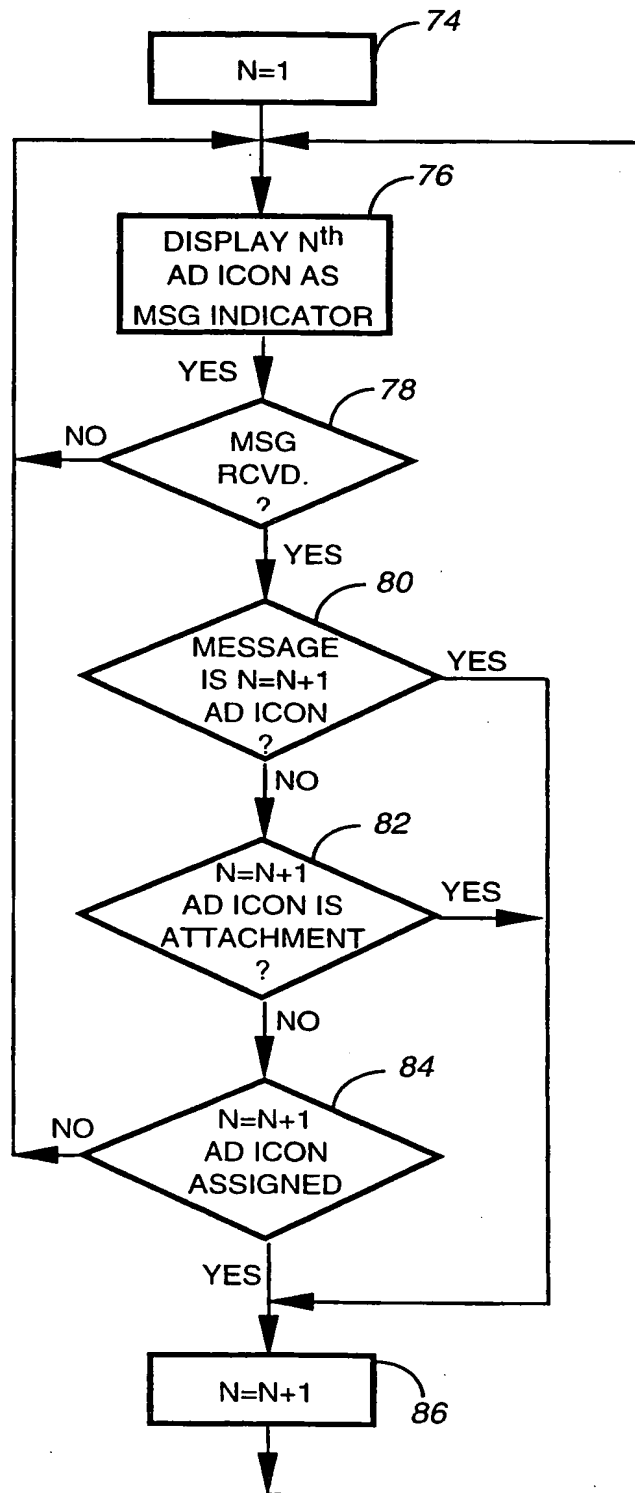 74
N=1
76
DISPLAY Nth
AD ICON AS
MSG INDICATOR
YES
78
NO
MSG
RCVD.
?
YES
80
MESSAGE
IS N=N+1
AD ICON
?
YES
NO
82
N=N+1
AD ICON IS
ATTACHMENT
?
YES
NO
84
NO
N=N+1
AD ICON
ASSIGNED
YES
N=N+1
86